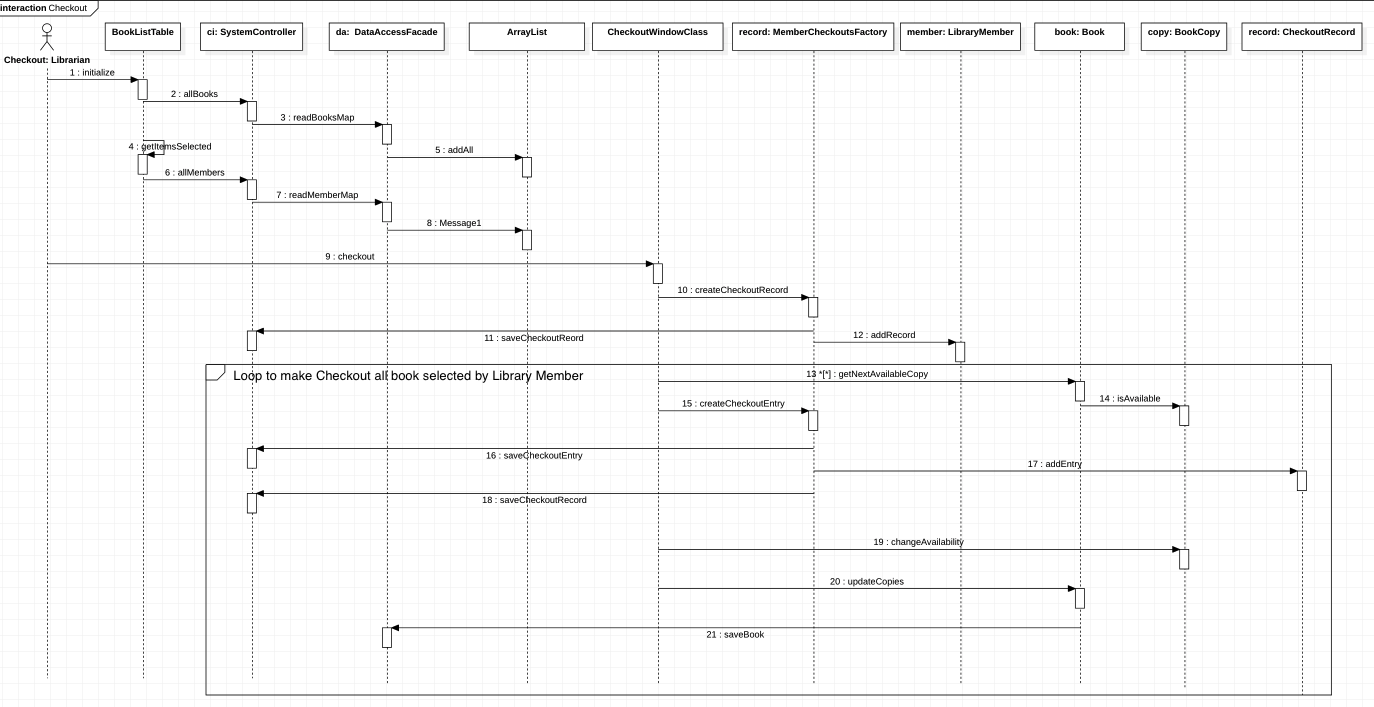 interaction Checkout
BookListTable
ci: SystemController
da:  DataAccessFacade
ArrayList
CheckoutWindowClass
record: MemberCheckoutsFactory
member: LibraryMember
book: Book
copy: BookCopy
record: CheckoutRecord
Checkout: Librarian
1 : initialize
2 : allBooks
3 : readBooksMap
4 : getItemsSelected
5 : addAll
6 : allMembers
7 : readMemberMap
8 : Message1
9 : checkout
10 : createCheckoutRecord
11 : saveCheckoutReord
12 : addRecord
Loop to make Checkout all book selected by Library Member
13 *[*] : getNextAvailableCopy
14 : isAvailable
15 : createCheckoutEntry
16 : saveCheckoutEntry
17 : addEntry
18 : saveCheckoutRecord
19 : changeAvailability
20 : updateCopies
21 : saveBook